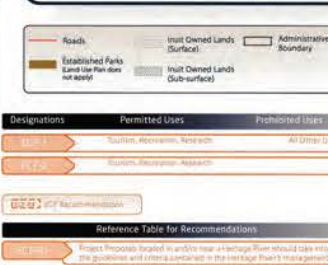 Roads
Inuit Owned Lands
(Surface)
Administrative
Boundary
Established Parks
(Land Use Plan does
not apply)
Inuit Owned Lands
(Sub-surface)
Designations Permitted Uses Prohibited Uses
Tourism, Recreation, Research
All Other
Tourism, Recreation, Research
Recommendation
Reference Table for Recommendations
Project Proposals located in and/or near a Heritage River should take into
the guidelines and criteria contained in the Heritage River's management